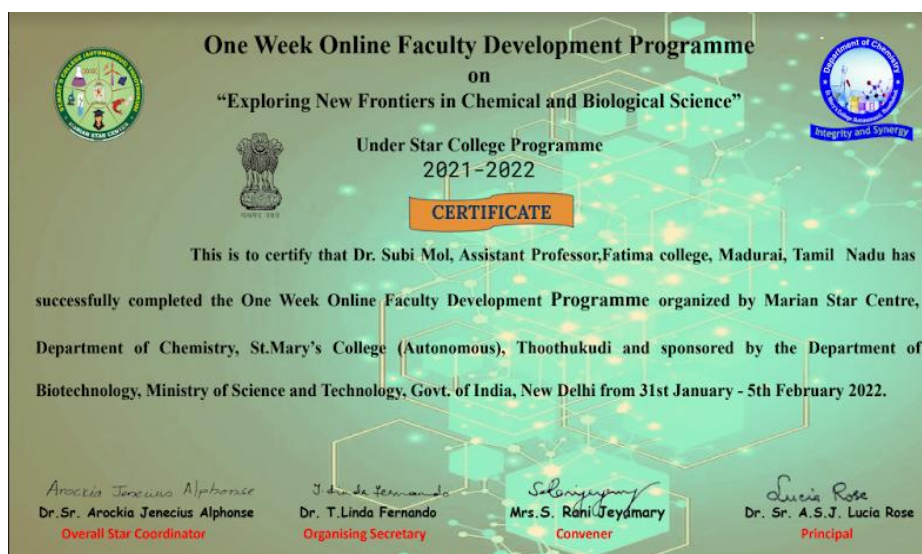 One Week Online Faculty Development Programme
on
“Exploring New Frontiers in Chemical and Biological Science”
Under Star College Programme
2021-2022
CERTIFICATE
This is to certify that Dr. Subi Mol, Assistant Professor,Fatima college, Madurai, Tamil Nadu has
successfully completed the One Week Online Faculty Development Programme organized by Marian Star Centre,
Department of Chemistry, St.Mary’s College (Autonomous), Thoothukudi and sponsored by the Department of
Biotechnology, Ministry of Science and Technology, Govt. of India, New Delhi from 31st January - 5th February 2022.
MARIAN STAR CENTRE
Department of Chemistry
Integrity and Synergy
सत्यमेव जयते
Arockia Jenecius Alphonse
Dr.Sr. Arockia Jenecius Alphonse
Overall Star Coordinator
T. Linda Fernando
Dr. T.Linda Fernando
Organising Secretary
Mrs.S. Rani Jeyamary
Convener
Lucia Rose
Dr. Sr. A.S.J. Lucia Rose
Principal